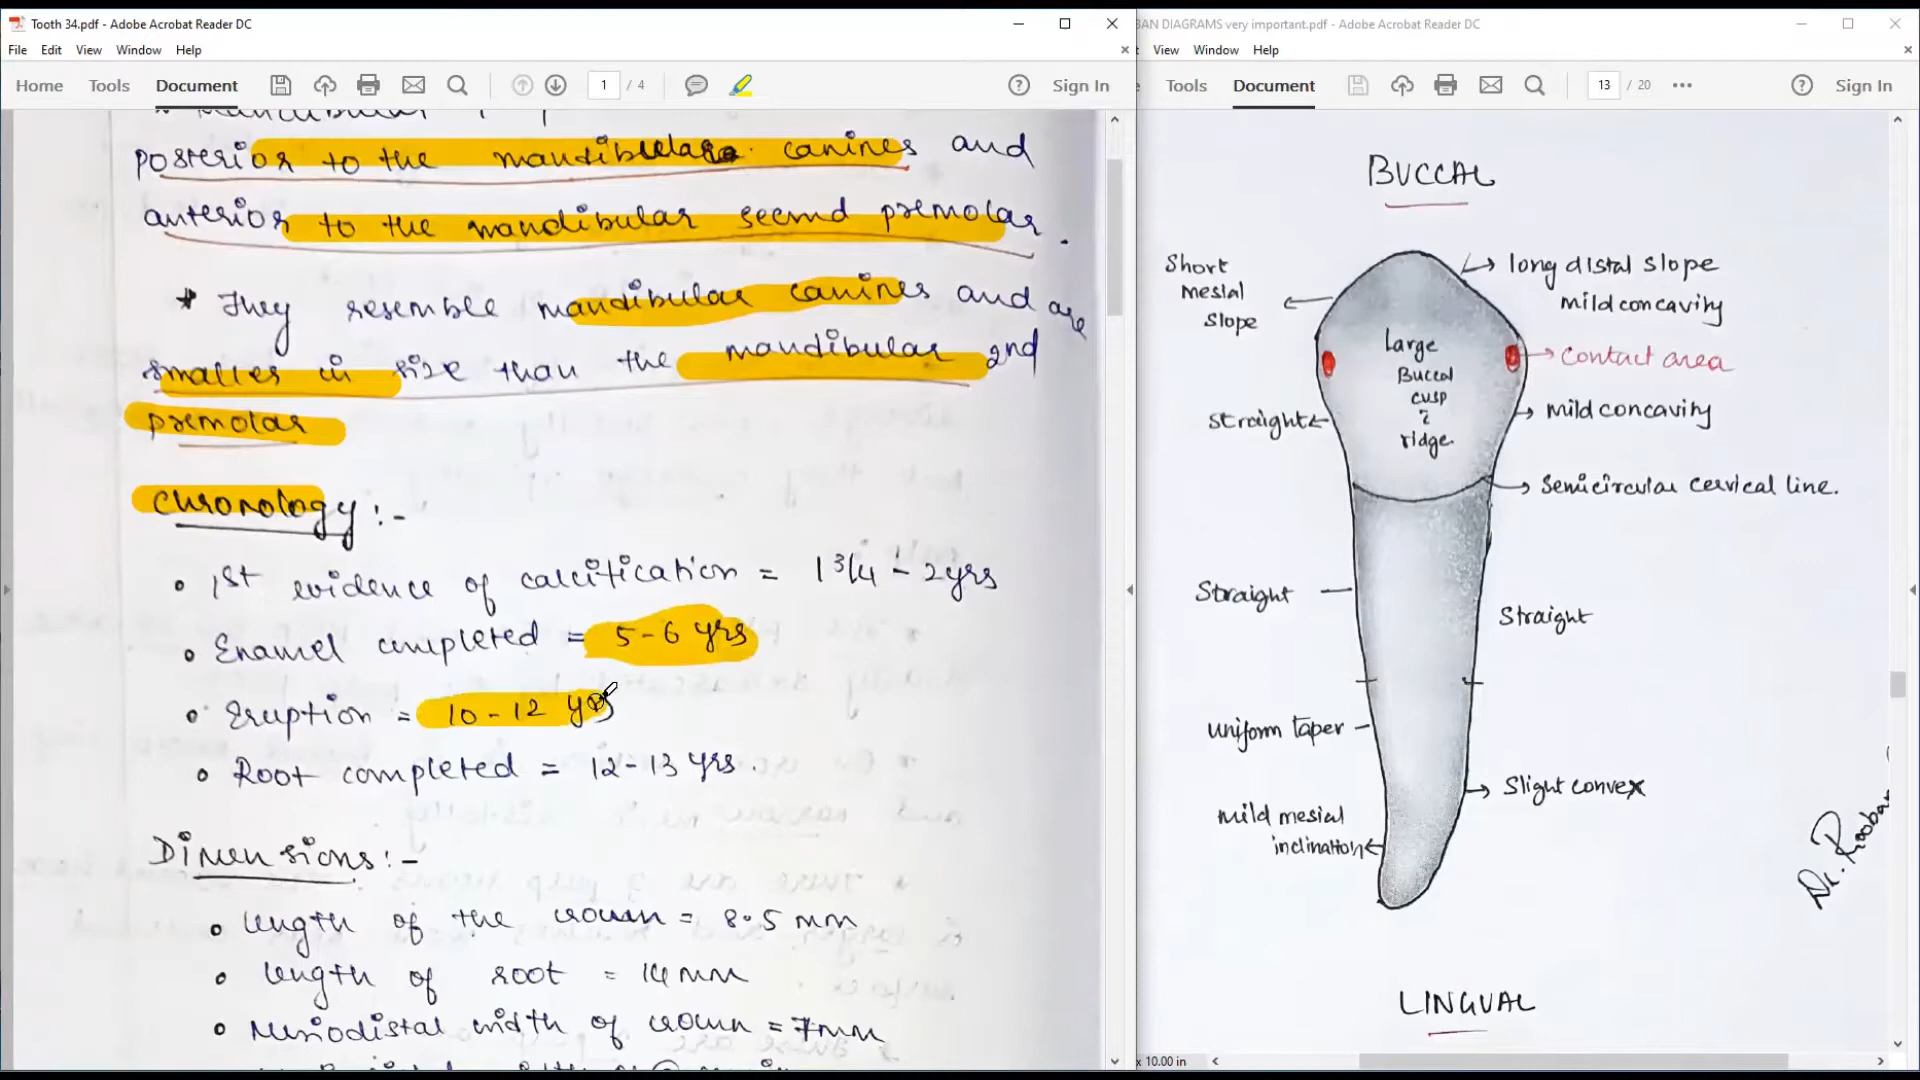 Tooth 34.pdf - Adobe Acrobat Reader DC
File Edit View Window Help
Home Tools Document 1 / 4 Sign In
posterior to the mandibular canines and
anterior to the mandibular second premolar.
* They resemble mandibular canines and are
smaller in size than the mandibular 2nd
premolar
Chronology :-
• 1st evidence of calcification = 1 3/4 - 2 yrs
• Enamel completed = 5-6 yrs
• Eruption = 10-12 yrs
• Root completed = 12-13 yrs.
Dimensions :-
• length of the crown = 8.5 mm
• length of root = 14 mm
• Mesiodistal width of crown = 7mm
BAN DIAGRAMS very important.pdf - Adobe Acrobat Reader DC
View Window Help
Tools Document 13 / 20 Sign In
BUCCAL
Short
mesial
slope
long distal slope
mild concavity
Large
Buccal
cusp
ridge
contact area
straight
mild concavity
Semicircular cervical line.
Straight
Straight
uniform taper
Slight convex
mild mesial
inclination
Dr. Rooban
LINGUAL
x 10.00 in